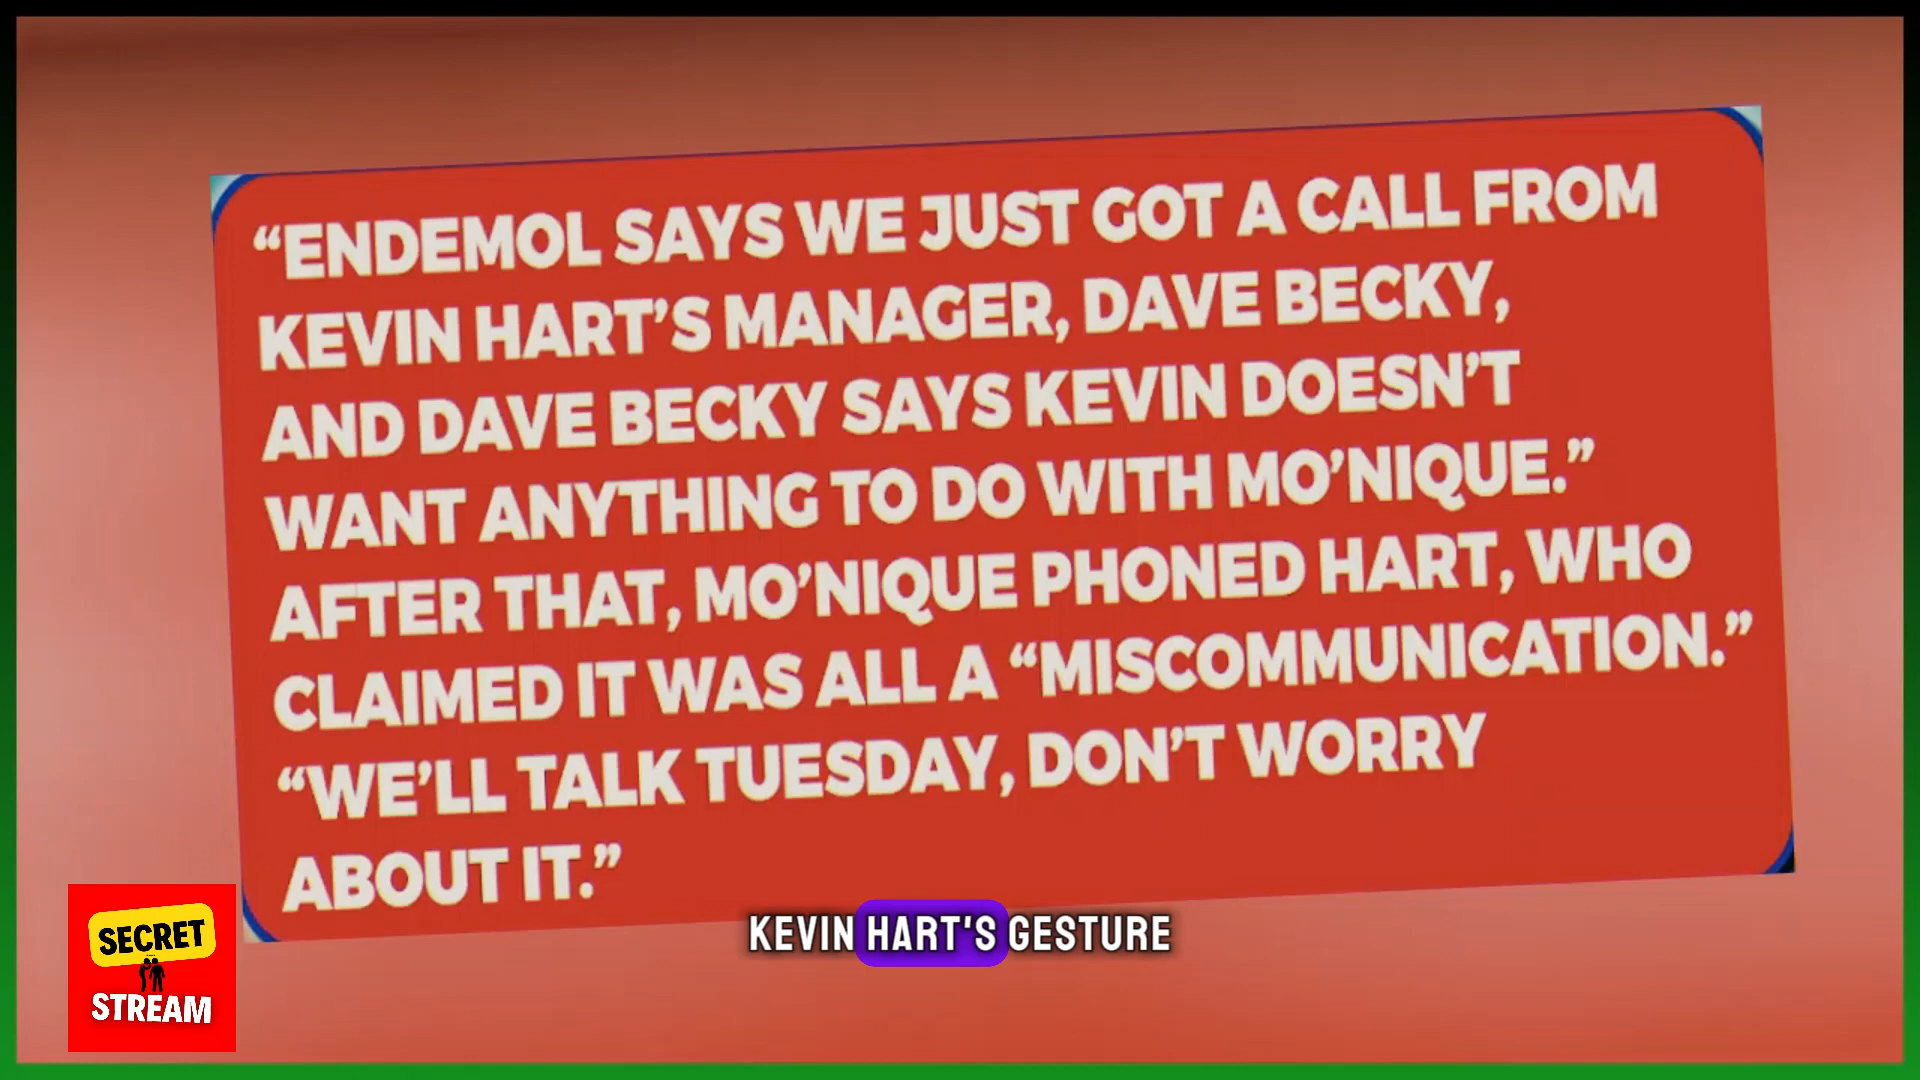 “ENDEMOL SAYS WE JUST GOT A CALL FROM
KEVIN HART’S MANAGER, DAVE BECKY,
AND DAVE BECKY SAYS KEVIN DOESN’T
WANT ANYTHING TO DO WITH MO’NIQUE.”
AFTER THAT, MO’NIQUE PHONED HART, WHO
CLAIMED IT WAS ALL A “MISCOMMUNICATION.”
“WE’LL TALK TUESDAY, DON’T WORRY
ABOUT IT.”
KEVIN HART'S GESTURE
SECRET
STREAM